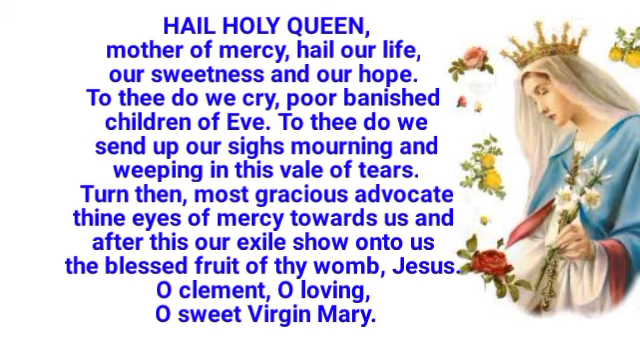 HAIL HOLY QUEEN,
mother of mercy, hail our life,
our sweetness and our hope.
To thee do we cry, poor banished
children of Eve. To thee do we
send up our sighs mourning and
weeping in this vale of tears.
Turn then, most gracious advocate
thine eyes of mercy towards us and
after this our exile show onto us
the blessed fruit of thy womb, Jesus.
O clement, O loving,
O sweet Virgin Mary.